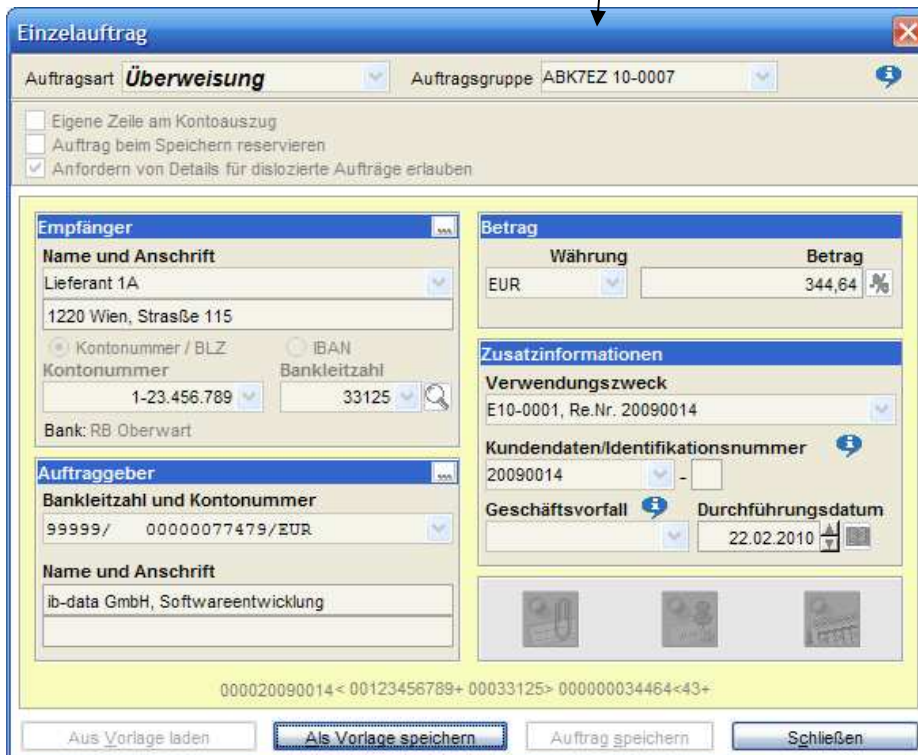 Einzelauftrag
Auftragsart Überweisung Auftragsgruppe ABK7EZ 10-0007
Eigene Zeile am Kontoauszug
Auftrag beim Speichern reservieren
Anfordern von Details für dislozierte Aufträge erlauben
Empfänger
Name und Anschrift
Lieferant 1A
1220 Wien, Strasße 115
Kontonummer / BLZ IBAN
Kontonummer Bankleitzahl
1-23.456.789 33125
Bank: RB Oberwart
Auftraggeber
Bankleitzahl und Kontonummer
99999/ 00000077479/EUR
Name und Anschrift
ib-data GmbH, Softwareentwicklung
Betrag
Währung Betrag
EUR 344,64 %
Zusatzinformationen
Verwendungszweck
E10-0001, Re.Nr. 20090014
Kundendaten/Identifikationsnummer
20090014 -
Geschäftsvorfall Durchführungsdatum
22.02.2010
000020090014< 00123456789+ 00033125> 000000034464<43+
Aus Vorlage laden Als Vorlage speichern Auftrag speichern Schließen